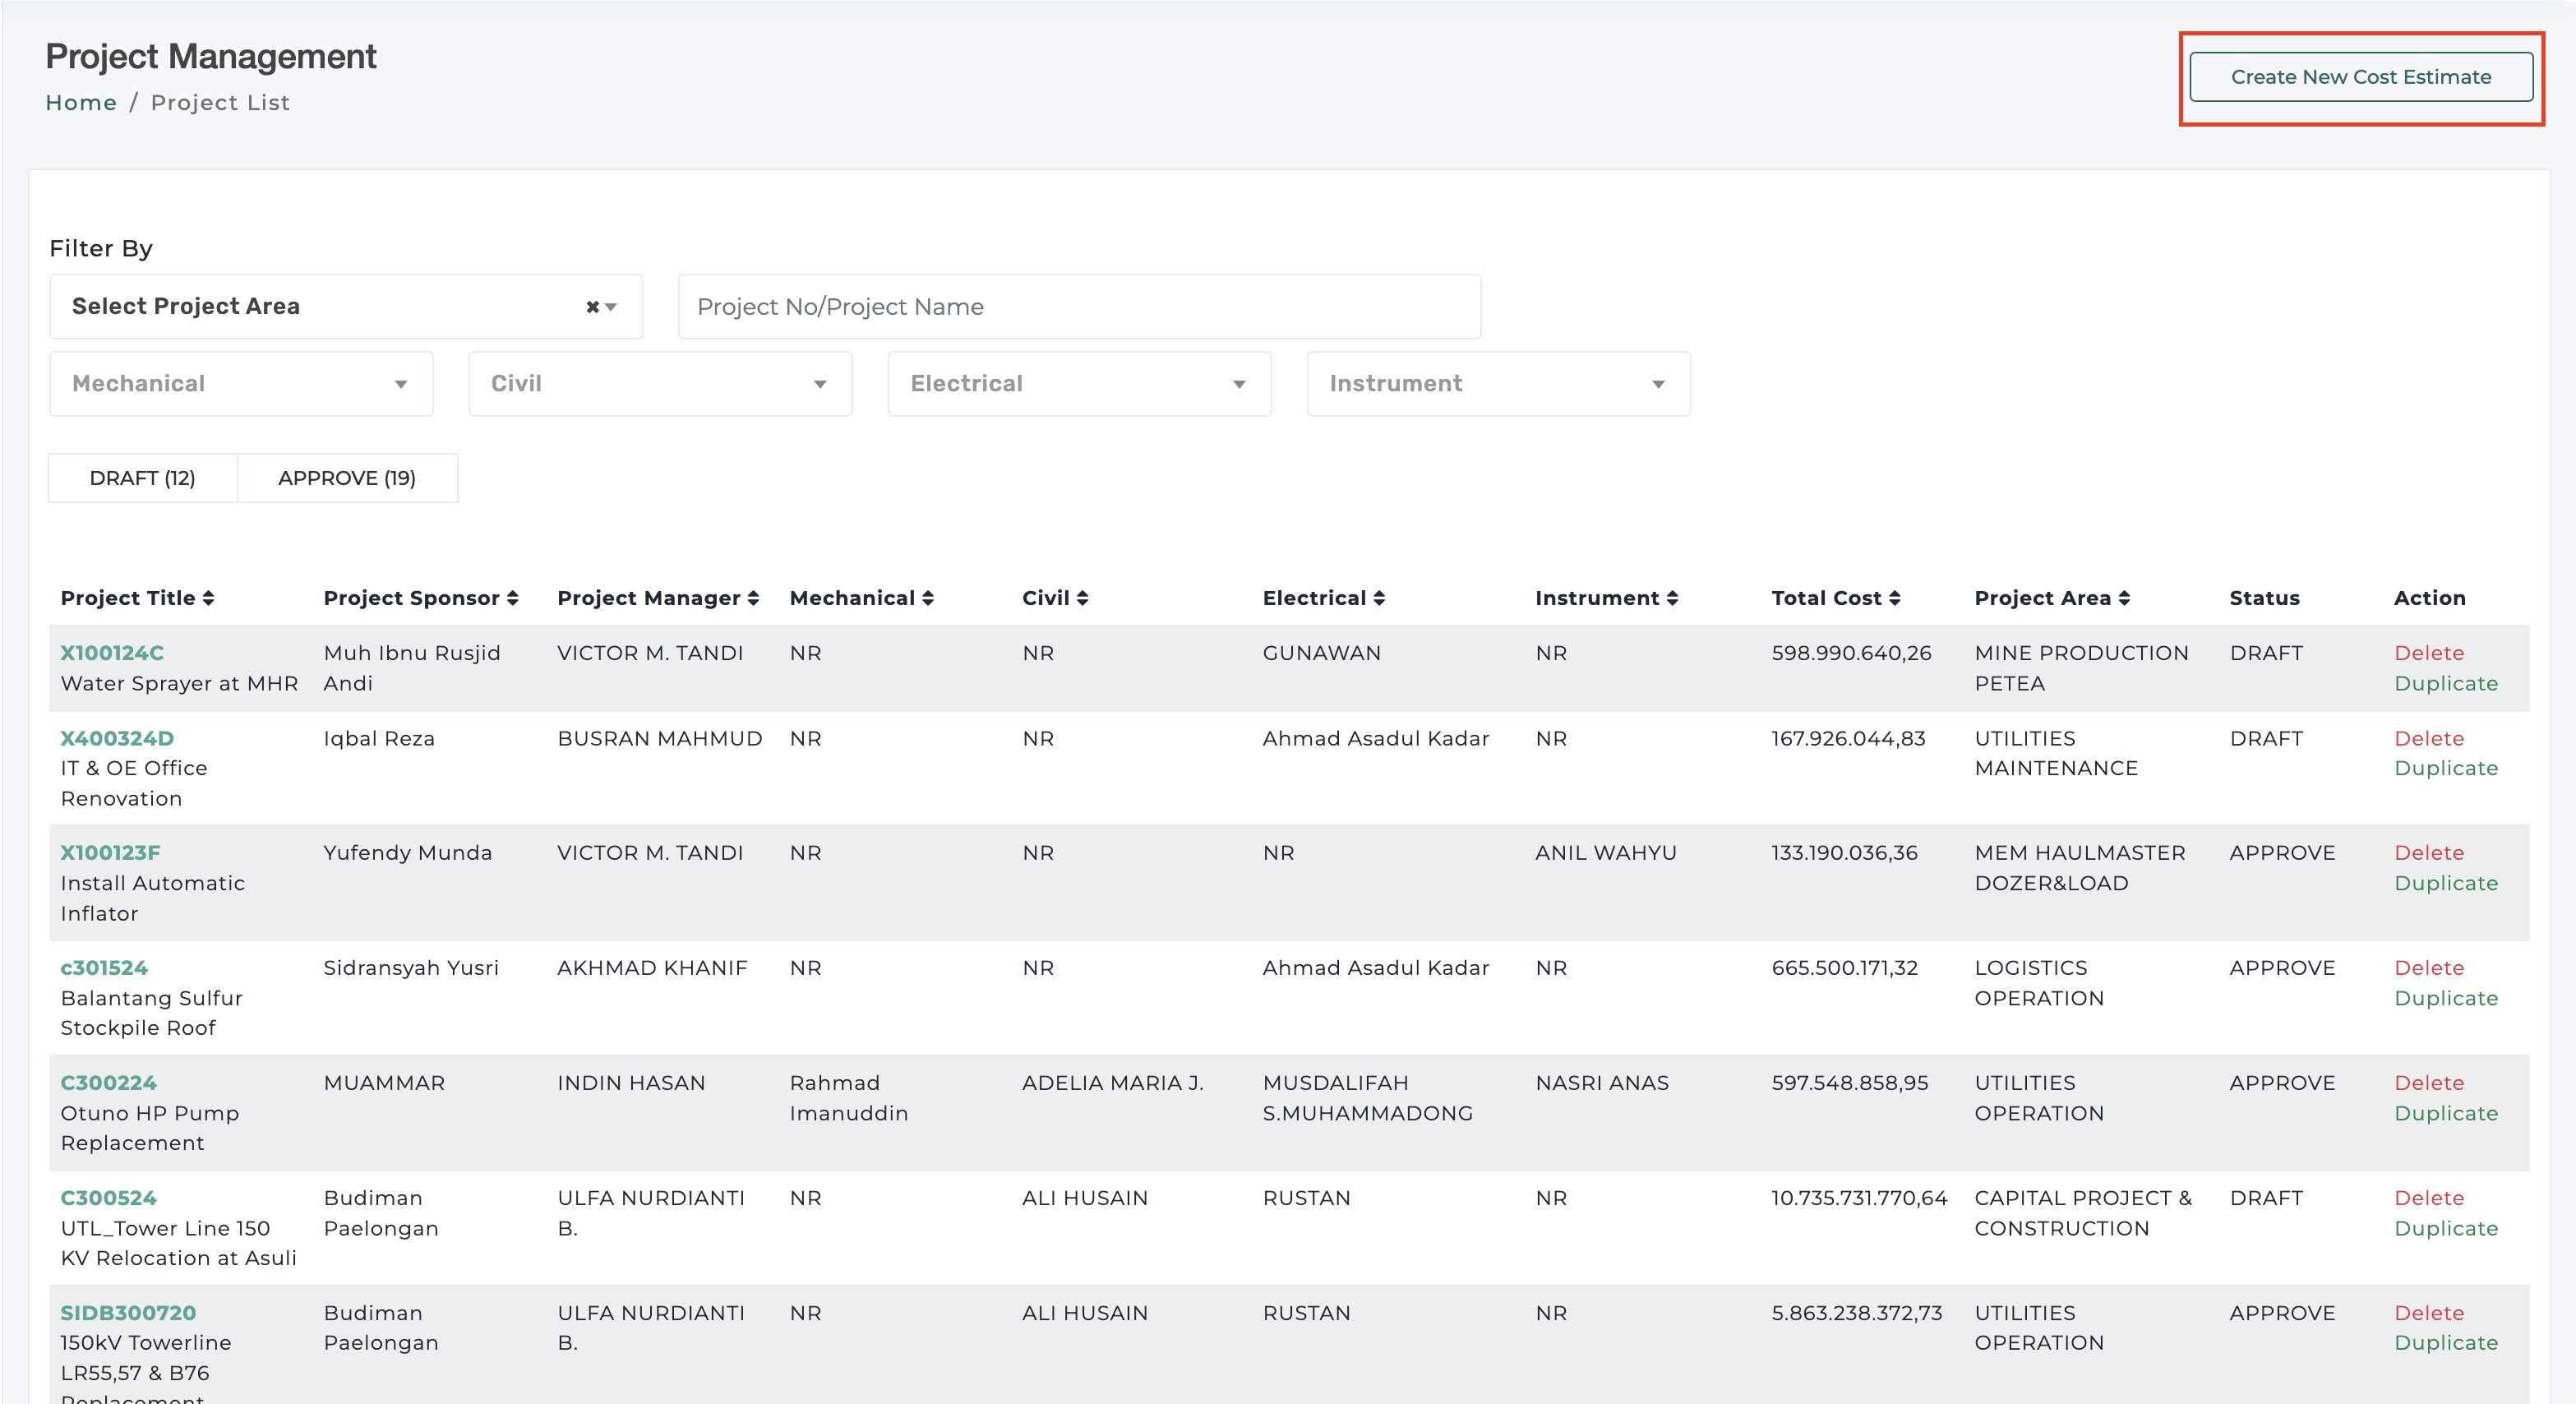 Project Management
Create New Cost Estimate
Home / Project List
Filter By
Select Project Area
Project No/Project Name
Mechanical Civil Electrical Instrument
DRAFT (12) APPROVE (19)
Project Title Project Sponsor Project Manager Mechanical Civil Electrical Instrument Total Cost Project Area Status Action
X100124C Muh Ibnu Rusjid VICTOR M. TANDI NR NR GUNAWAN NR 598.990.640,26 MINE PRODUCTION DRAFT Delete
Water Sprayer at MHR Andi PETEA Duplicate
X400324D Iqbal Reza BUSRAN MAHMUD NR NR Ahmad Asadul Kadar NR 167.926.044,83 UTILITIES DRAFT Delete
IT & OE Office MAINTENANCE Duplicate
Renovation
X100123F Yufendy Munda VICTOR M. TANDI NR NR NR ANIL WAHYU 133.190.036,36 MEM HAULMASTER APPROVE Delete
Install Automatic DOZER&LOAD Duplicate
Inflator
c301524 Sidransyah Yusri AKHMAD KHANIF NR NR Ahmad Asadul Kadar NR 665.500.171,32 LOGISTICS APPROVE Delete
Balantang Sulfur OPERATION Duplicate
Stockpile Roof
C300224 MUAMMAR INDIN HASAN Rahmad ADELIA MARIA J. MUSDALIFAH NASRI ANAS 597.548.858,95 UTILITIES APPROVE Delete
Otuno HP Pump Imanuddin S.MUHAMMADONG OPERATION Duplicate
Replacement
C300524 Budiman ULFA NURDIANTI NR ALI HUSAIN RUSTAN NR 10.735.731.770,64 CAPITAL PROJECT & DRAFT Delete
UTL_Tower Line 150 Paelongan B. CONSTRUCTION Duplicate
KV Relocation at Asuli
SIDB300720 Budiman ULFA NURDIANTI NR ALI HUSAIN RUSTAN NR 5.863.238.372,73 UTILITIES APPROVE Delete
150kV Towerline Paelongan B. OPERATION Duplicate
LR55,57 & B76
Replacement